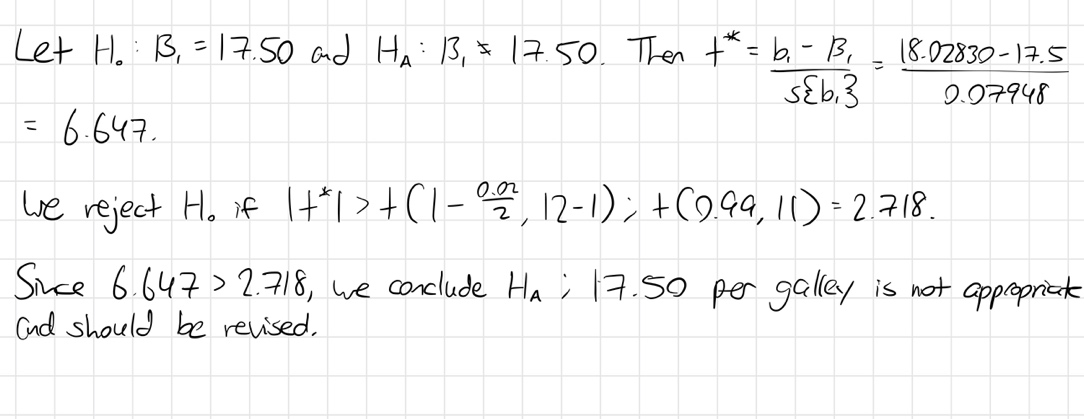 Let H₀: β₁ = 17.50 and H_A: β₁ ≠ 17.50. Then t* = (b₁ - β₁)/(s{b₁}) = (18.02830-17.5)/(0.07948)
= 6.647.
We reject H₀ if |t*| > t(1 - 0.02/2, 12-1); t(0.99, 11) = 2.718.
Since 6.647 > 2.718, we conclude H_A; 17.50 per galley is not appropriate
and should be revised.